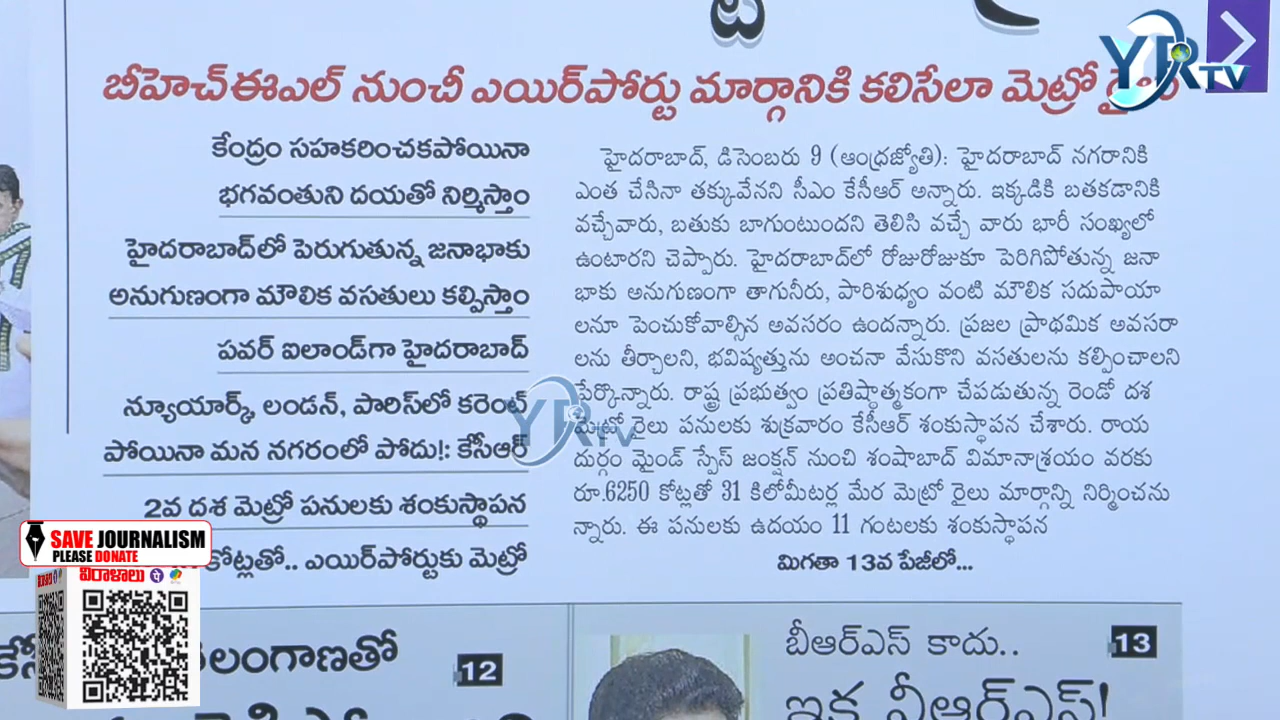 బీహెచ్ఈఎల్ నుంచీ ఎయిర్‌పోర్టు మార్గానికి కలిసేలా మెట్రో
YR TV
కేంద్రం సహకరించకపోయినా
భగవంతుని దయతో నిర్మిస్తాం
హైదరాబాద్‌లో పెరుగుతున్న జనాభాకు
అనుగుణంగా మౌలిక వసతులు కల్పిస్తాం
పవర్ ఐలాండ్‌గా హైదరాబాద్
న్యూయార్క్, లండన్, పారిస్‌లో కరెంట్
పోయినా మన నగరంలో పోదు!: కేసీఆర్
2వ దశ మెట్రో పనులకు శంకుస్థాపన
కోట్లతో.. ఎయిర్‌పోర్టుకు మెట్రో
హైదరాబాద్, డిసెంబరు 9 (ఆంధ్రజ్యోతి): హైదరాబాద్ నగరానికి
ఎంత చేసినా తక్కువేనని సీఎం కేసీఆర్ అన్నారు. ఇక్కడికి బతకడానికి
వచ్చేవారు, బతుకు బాగుంటుందని తెలిసి వచ్చే వారు భారీ సంఖ్యలో
ఉంటారని చెప్పారు. హైదరాబాద్‌లో రోజురోజుకూ పెరిగిపోతున్న జనా
భాకు అనుగుణంగా తాగునీరు, పారిశుధ్యం వంటి మౌలిక సదుపాయా
లనూ పెంచుకోవాల్సిన అవసరం ఉందన్నారు. ప్రజల ప్రాథమిక అవసరా
లను తీర్చాలని, భవిష్యత్తును అంచనా వేసుకొని వసతులను కల్పించాలని
పేర్కొన్నారు. రాష్ట్ర ప్రభుత్వం ప్రతిష్ఠాత్మకంగా చేపడుతున్న రెండో దశ
మెట్రో రైలు పనులకు శుక్రవారం కేసీఆర్ శంకుస్థాపన చేశారు. రాయ
దుర్గం మైండ్ స్పేస్ జంక్షన్ నుంచి శంషాబాద్ విమానాశ్రయం వరకు
రూ.6250 కోట్లతో 31 కిలోమీటర్ల మేర మెట్రో రైలు మార్గాన్ని నిర్మించను
న్నారు. ఈ పనులకు ఉదయం 11 గంటలకు శంకుస్థాపన
మిగతా 13వ పేజీలో...
YR TV
SAVE JOURNALISM
PLEASE DONATE
విరాళాలు
12
బీఆర్ఎస్ కాదు..
13
ఇక వీఆర్ఎస్!